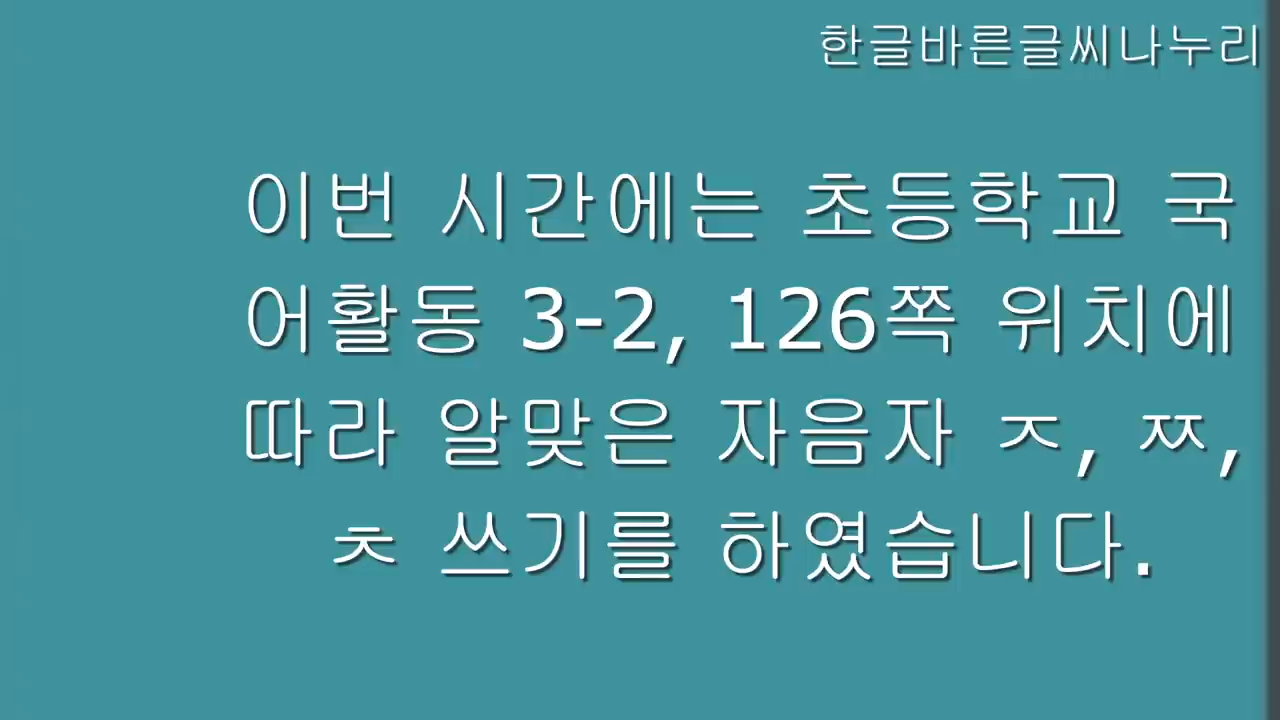 한글바른글씨나누리
이번 시간에는 초등학교 국
어활동 3-2, 126쪽 위치에
따라 알맞은 자음자 ㅈ, ㅉ,
ㅊ 쓰기를 하였습니다.